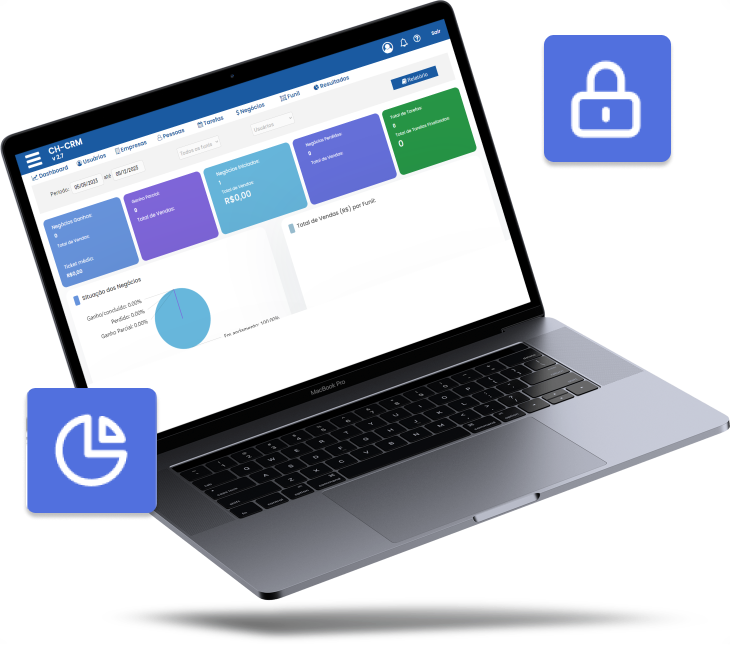 CH-CRM
v 2.7
Sair
Dashboard
Usuários
Empresas
Pessoas
Tarefas
Negócios
Funil
Resultados
Período:
05/05/2023
até
05/12/2023
Todos os funis
Usuários
Relatório
Negócios Ganhos
0
Total de Vendas
Ticket médio
R$0,00
Ganho Parcial
0
Total de Vendas:
Negócios Iniciados
1
Total de Vendas
R$0,00
Negócios Perdidos
0
Total de Vendas
Total de Tarefas
0
Total de Tarefas Finalizadas
0
Situação dos Negócios
Ganho/concluído: 0,00%
Perdido: 0,00%
Ganho Parcial: 0,00%
Em andamento: 100,00%
Total de Vendas (R$) por Funil:
MacBook Pro